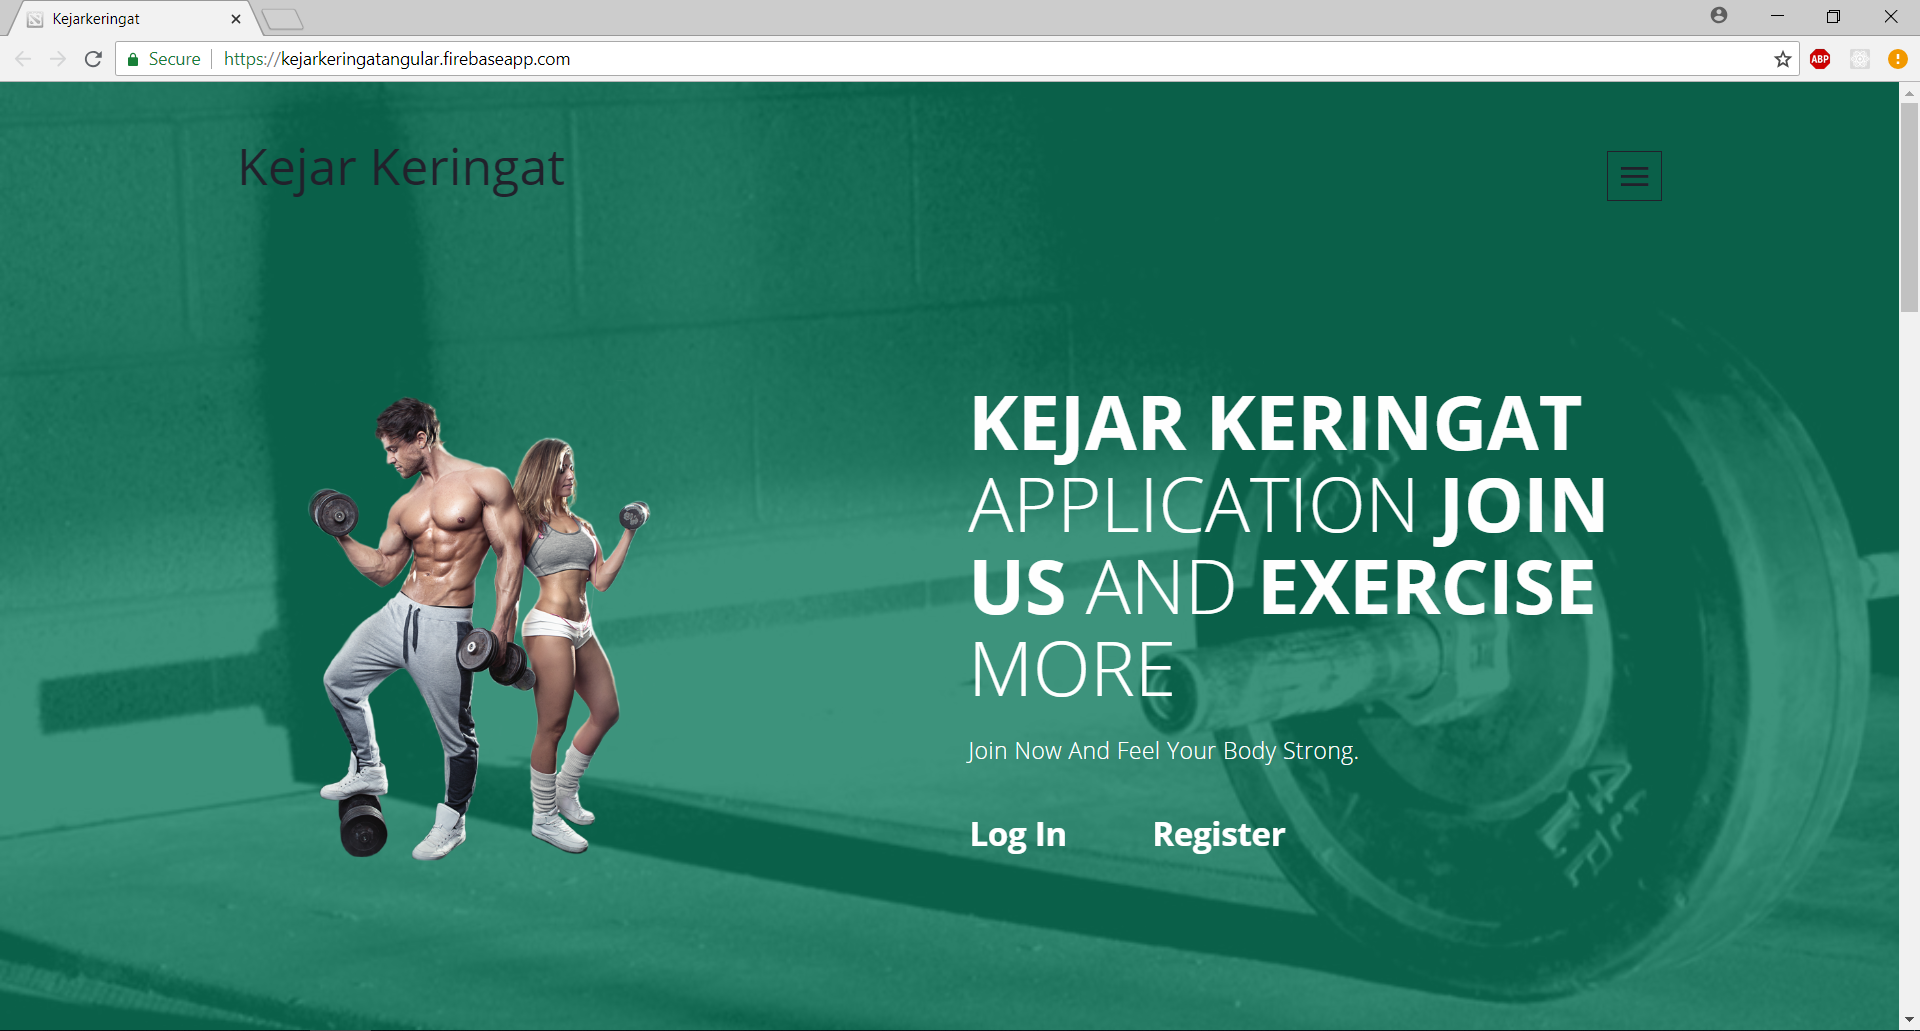 Kejarkeringat
Secure https://kejarkeringatangular.firebaseapp.com
ABP
Kejar Keringat
KEJAR KERINGAT
APPLICATION JOIN
US AND EXERCISE
MORE
Join Now And Feel Your Body Strong.
Log In Register